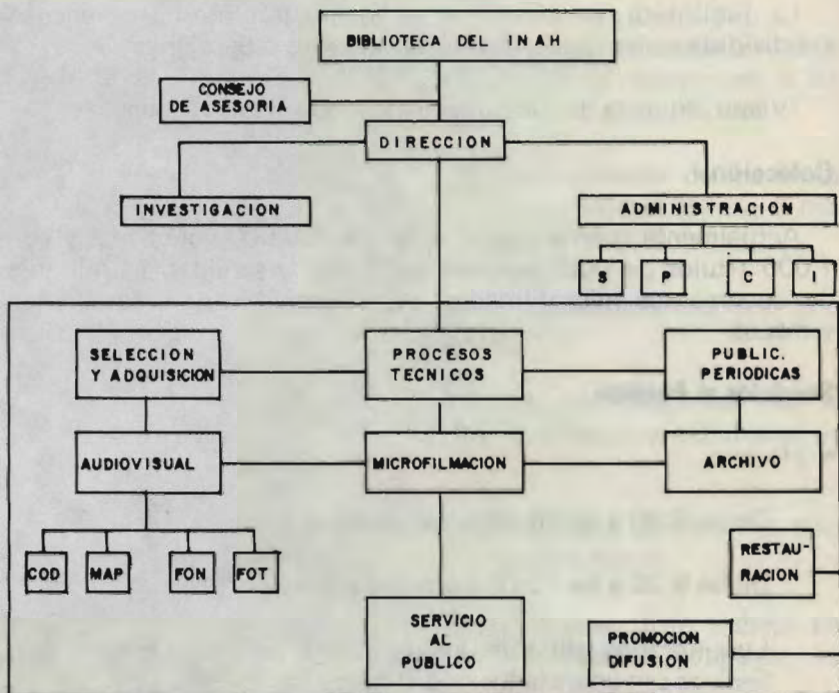 BIBLIOTECA DEL INAH
CONSEJO
DE ASESORIA
DIRECCION
INVESTIGACION
ADMINISTRACION
S
P
C
I
SELECCION
Y ADQUISICION
PROCESOS
TECNICOS
PUBLIC.
PERIODICAS
AUDIOVISUAL
MICROFILMACION
ARCHIVO
COD
MAP
FON
FOT
RESTAU-
RACION
SERVICIO
AL
PUBLICO
PROMOCION
DIFUSION